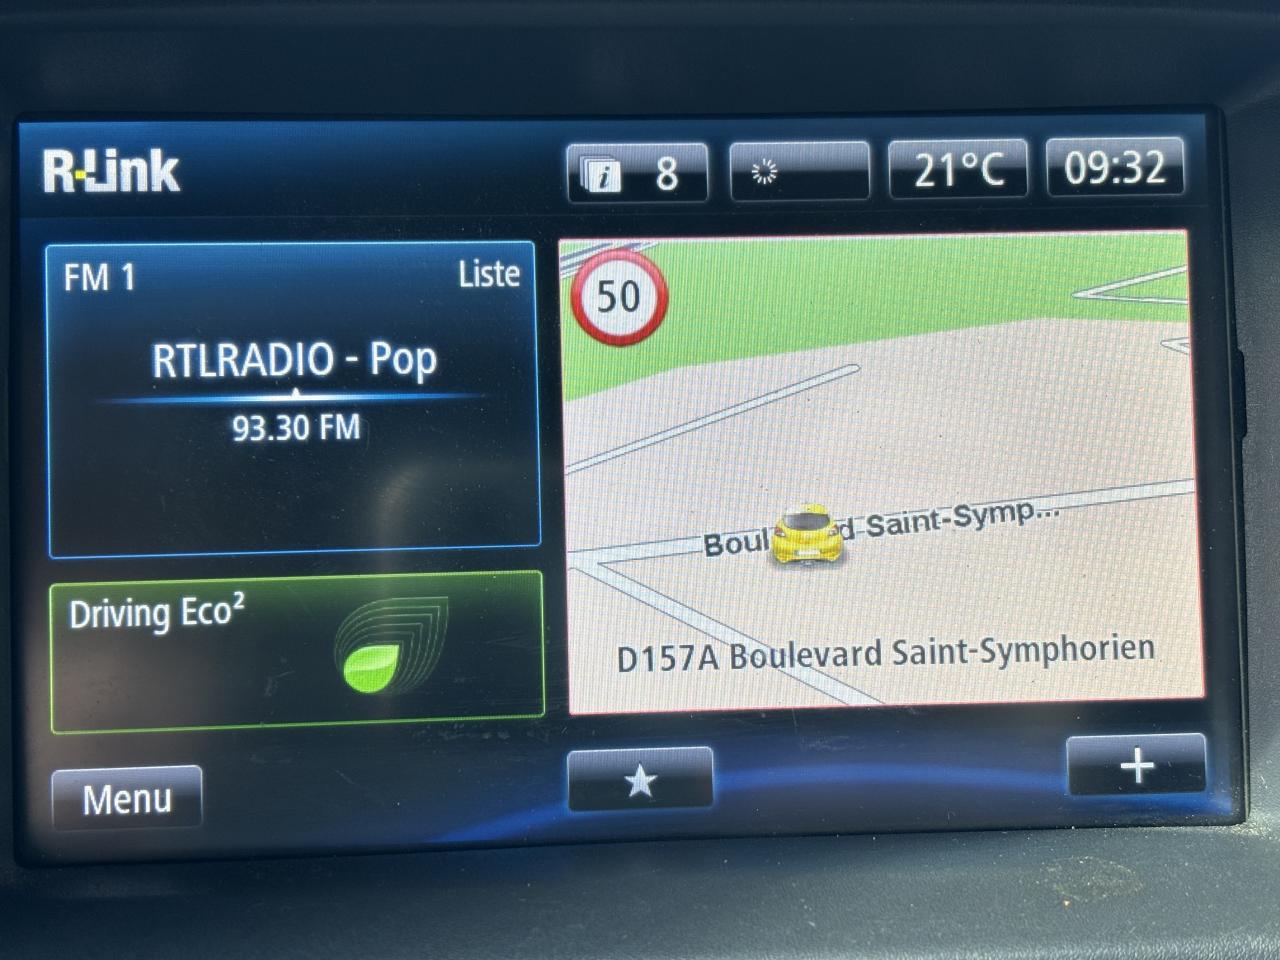 R-Link
i 8
21°C
09:32
FM 1
Liste
RTLRADIO - Pop
93.30 FM
50
Boul d Saint-Symp...
D157A Boulevard Saint-Symphorien
Driving Eco²
Menu
+